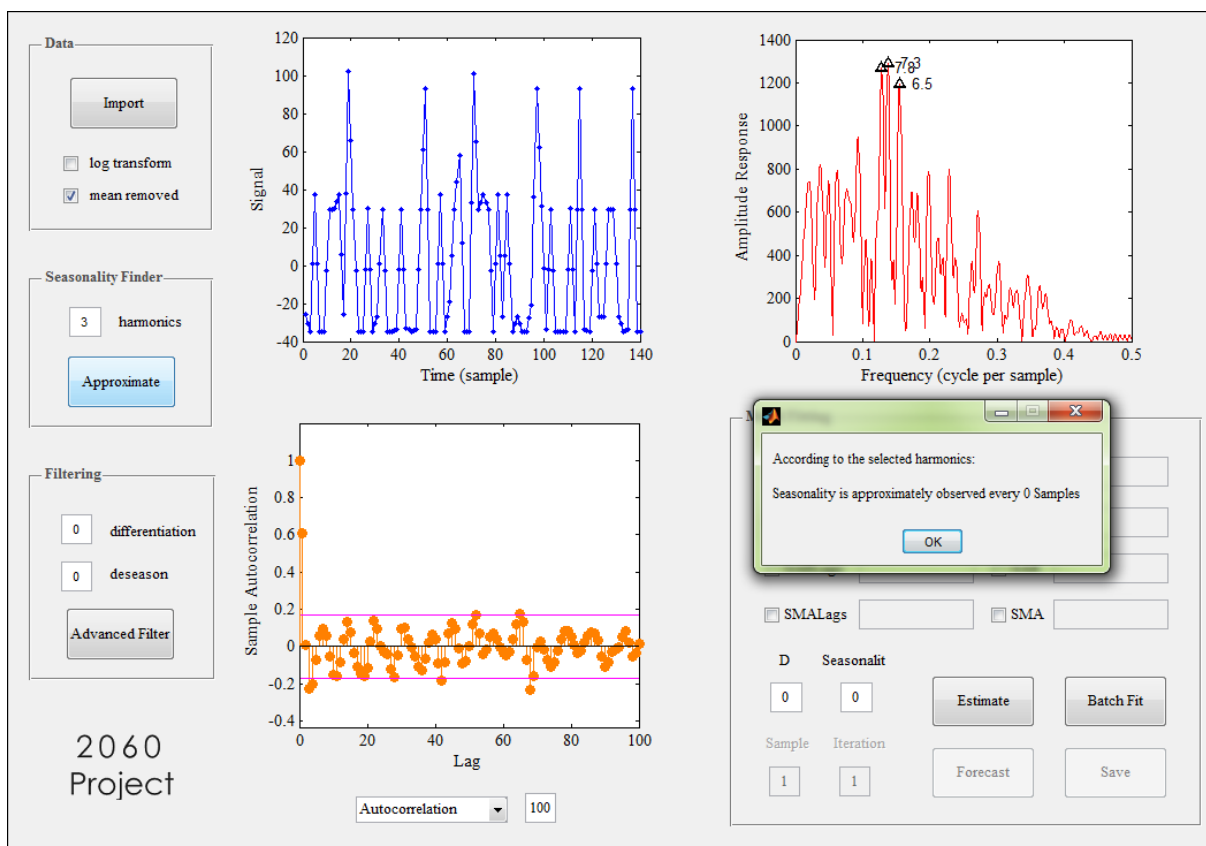 Data
Import
log transform
mean removed
Seasonality Finder
3 harmonics
Approximate
Filtering
0 differentiation
0 deseason
Advanced Filter
2060
Project
120
100
80
60
40
20
0
-20
-40
0 20 40 60 80 100 120 140
Signal
Time (sample)
1400
1200
1000
800
600
400
200
0
0 0.1 0.2 0.3 0.4 0.5
Amplitude Response
Frequency (cycle per sample)
7.3
7.8
6.5
1
0.8
0.6
0.4
0.2
0
-0.2
-0.4
0 20 40 60 80 100
Sample Autocorrelation
Lag
Autocorrelation 100
According to the selected harmonics:
Seasonality is approximately observed every 0 Samples
OK
SMALags SMA
D Seasonalit
0 0
Estimate Batch Fit
Sample Iteration
1 1
Forecast Save